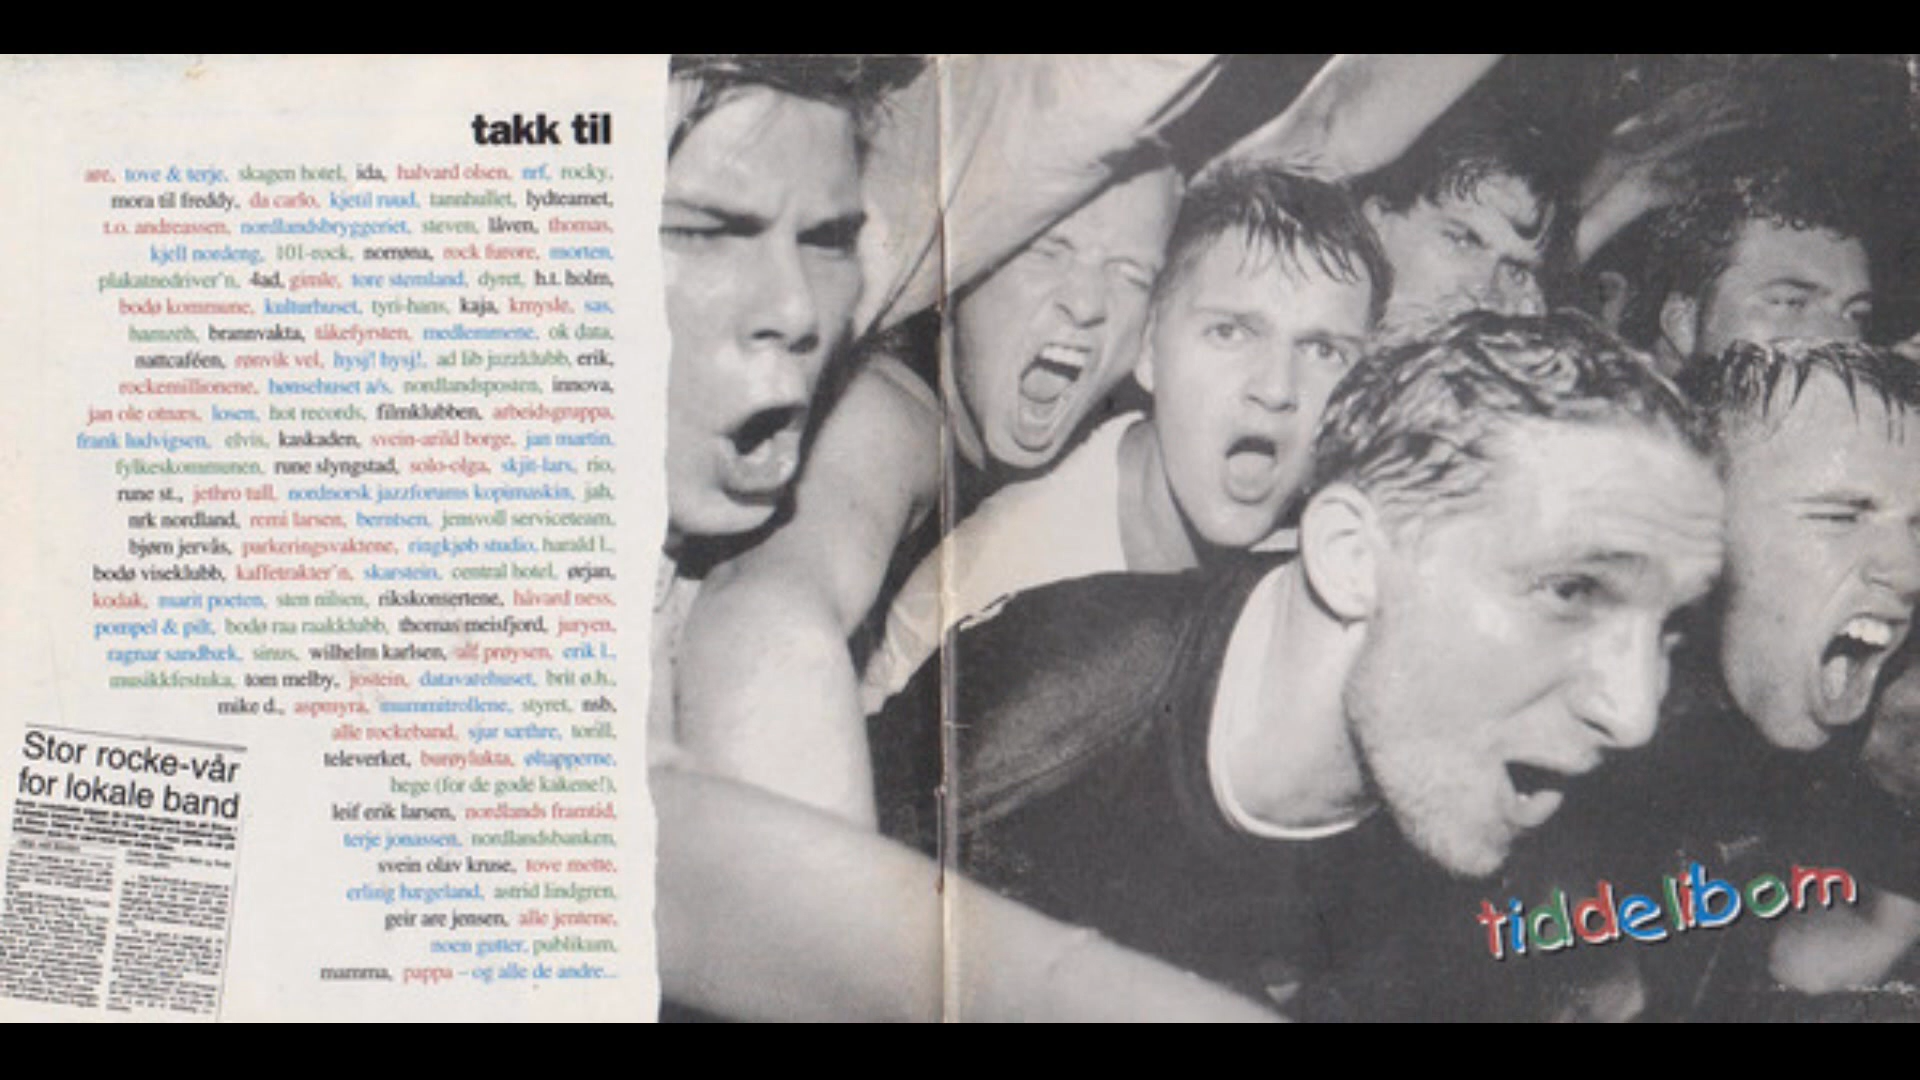 takk til
are, tove & terje, skagen hotel, ida, halvard olsen, nrf, rocky,
mora til freddy, da carlo, kjetil ruud, tannhullet, lydteamet,
t.o. andreassen, nordlandsbryggeriet, steven, låven, thomas,
kjell nordeng, 101-rock, norrøna, rock furore, morten,
plakatnedriver'n, 4ad, gimle, tore stemland, dyret, h.t. holm,
bodø kommune, kulturhuset, tyri-hans, kaja, kmysle, sas,
hamzeh, brannvakta, tåkefyrsten, medlemmene, ok data,
nattcaféen, rønvik vel, hysj! hysj!, ad lib jazzklubb, erik,
rockemillionene, hønsehuset a/s, nordlandsposten, innova,
jan ole otnæs, losen, hot records, filmklubben, arbeidsgruppa,
frank ludvigsen, elvis, kaskaden, svein-arild borge, jan martin,
fylkeskommunen, rune slyngstad, solo-olga, skjit-lars, rio,
rune st., jethro tull, nordnorsk jazzforums kopimaskin, jah,
nrk nordland, remi larsen, berntsen, jensvoll serviceteam,
bjørn jervås, parkeringsvaktene, ringkjøb studio, harald l.,
bodø viseklubb, kaffetrakter'n, skarstein, central hotel, ørjan,
kodak, marit poeten, sten nilsen, rikskonsertene, håvard ness,
pompel & pilt, bodø raa raakklubb, thomas meisfjord, juryen,
ragnar sandbæk, sinus, wilhelm karlsen, alf prøysen, erik l.,
musikkfestuka, tom melby, jostein, datavarehuset, brit ø.h.,
mike d., aspmyra, mummitrollene, styret, nsb,
alle rockeband, sjur sæthre, torill,
televerket, burøylukta, øltapperne,
hege (for de gode kakene!),
leif erik larsen, nordlands framtid,
terje jonassen, nordlandsbanken,
svein olav kruse, tove mette,
erling hægeland, astrid lindgren,
geir are jensen, alle jentene,
noen gutter, publikum,
mamma, pappa – og alle de andre...
Stor rocke-vår
for lokale band
tiddelibom